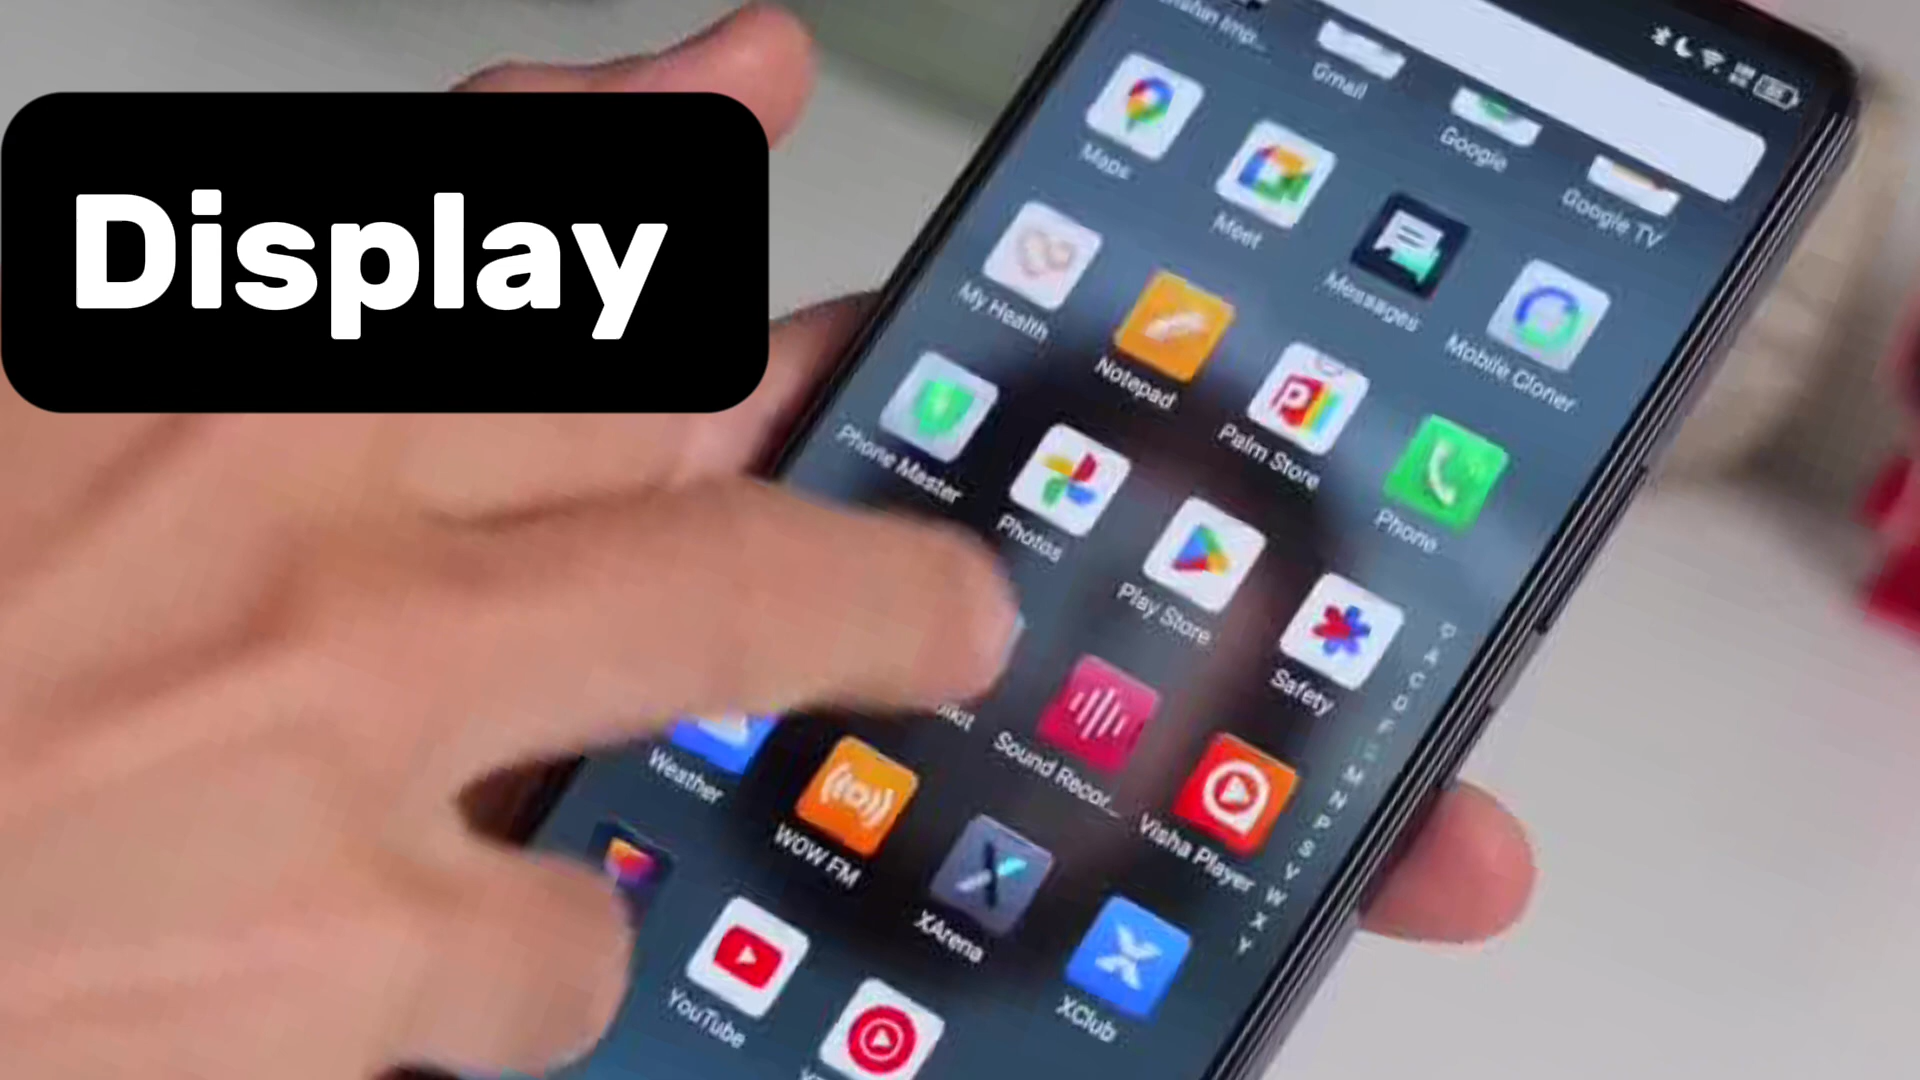 Display
Gmail
Google
Google TV
Maps
Meet
Messages
Mobile Cloner
My Health
Notepad
Palm Store
Phone
Phone Master
Photos
Play Store
Safety
Sound Recor...
Visha Player
Weather
WOW FM
XArena
XClub
YouTube
A
C
D
F
M
N
P
S
V
W
X
Y